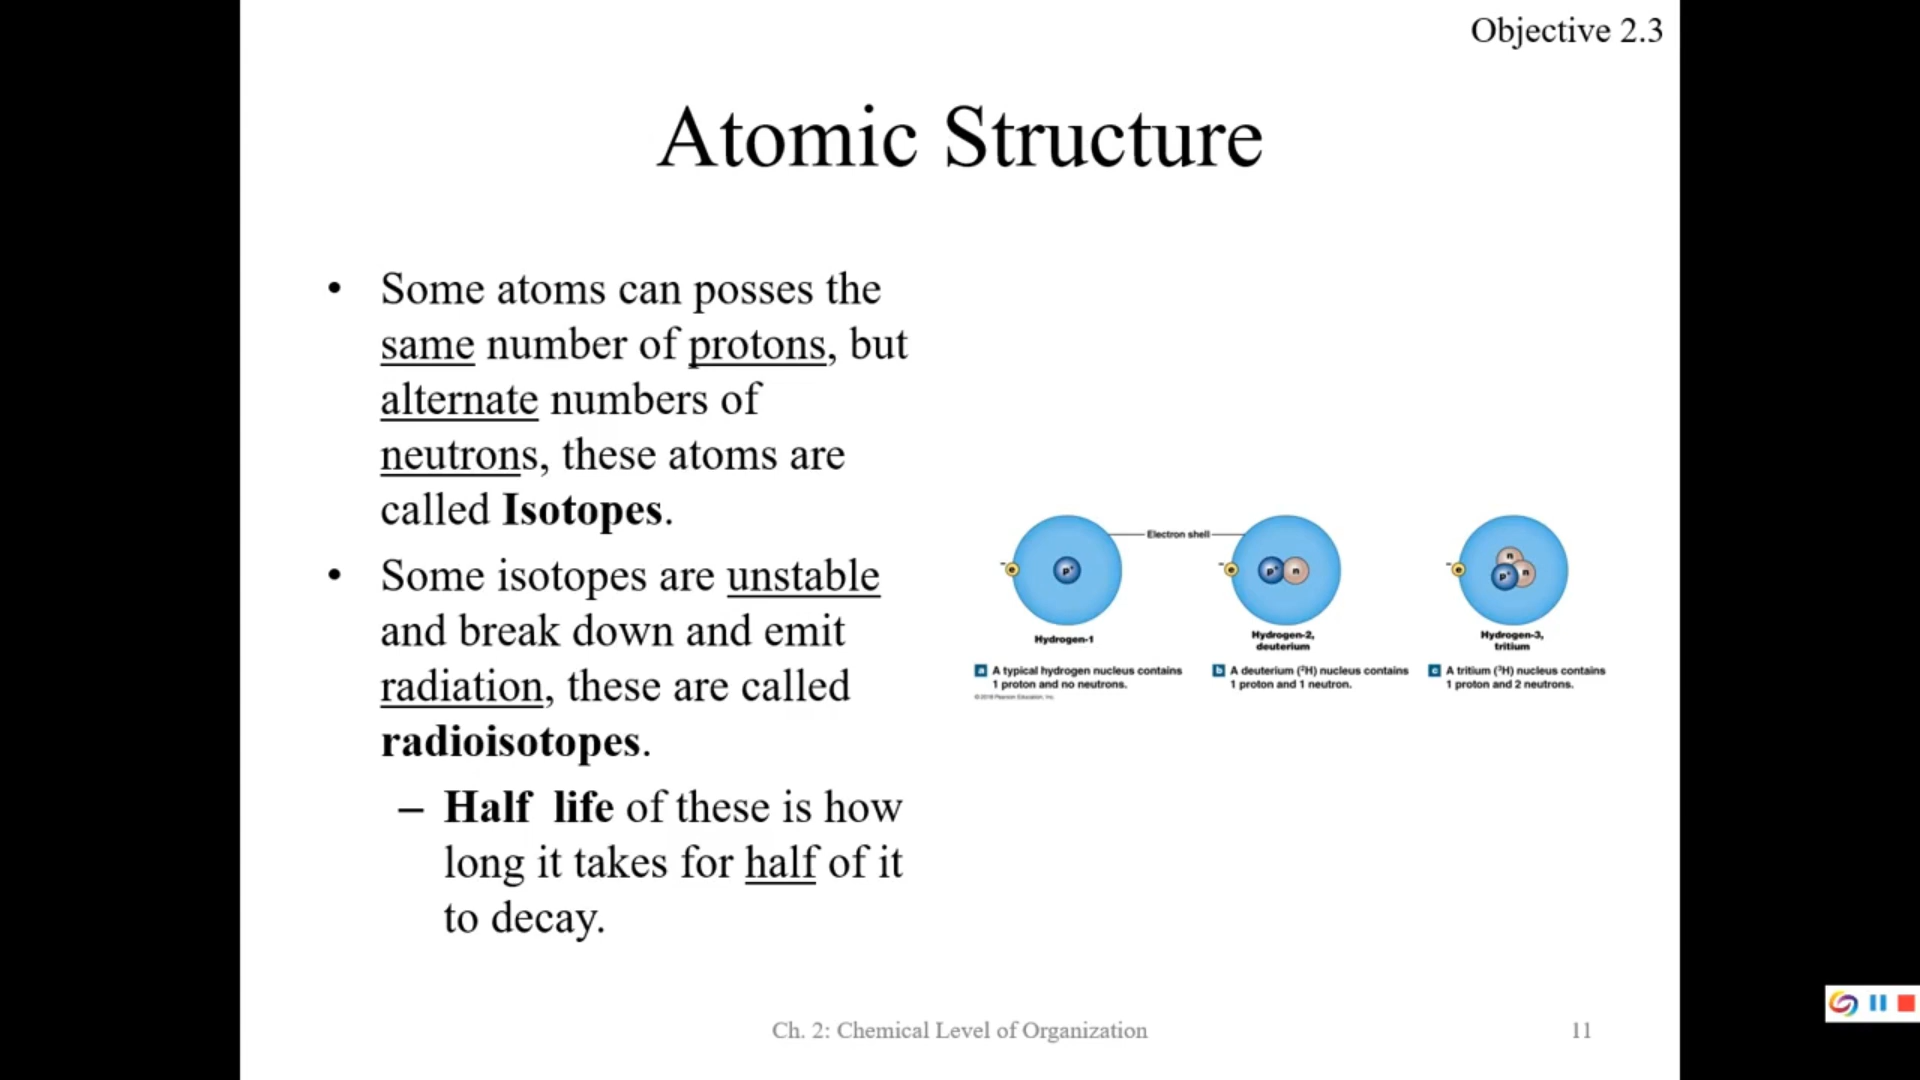 Objective 2.3
Atomic Structure
• Some atoms can posses the
same number of protons, but
alternate numbers of
neutrons, these atoms are
called Isotopes.
• Some isotopes are unstable
and break down and emit
radiation, these are called
radioisotopes.
– Half life of these is how
long it takes for half of it
to decay.
Electron shell
- e p+
- e p+ n
- e n p+ n
Hydrogen-1
Hydrogen-2,
deuterium
Hydrogen-3,
tritium
a A typical hydrogen nucleus contains
1 proton and no neutrons.
© 2018 Pearson Education, Inc.
b A deuterium (²H) nucleus contains
1 proton and 1 neutron.
c A tritium (³H) nucleus contains
1 proton and 2 neutrons.
Ch. 2: Chemical Level of Organization
11